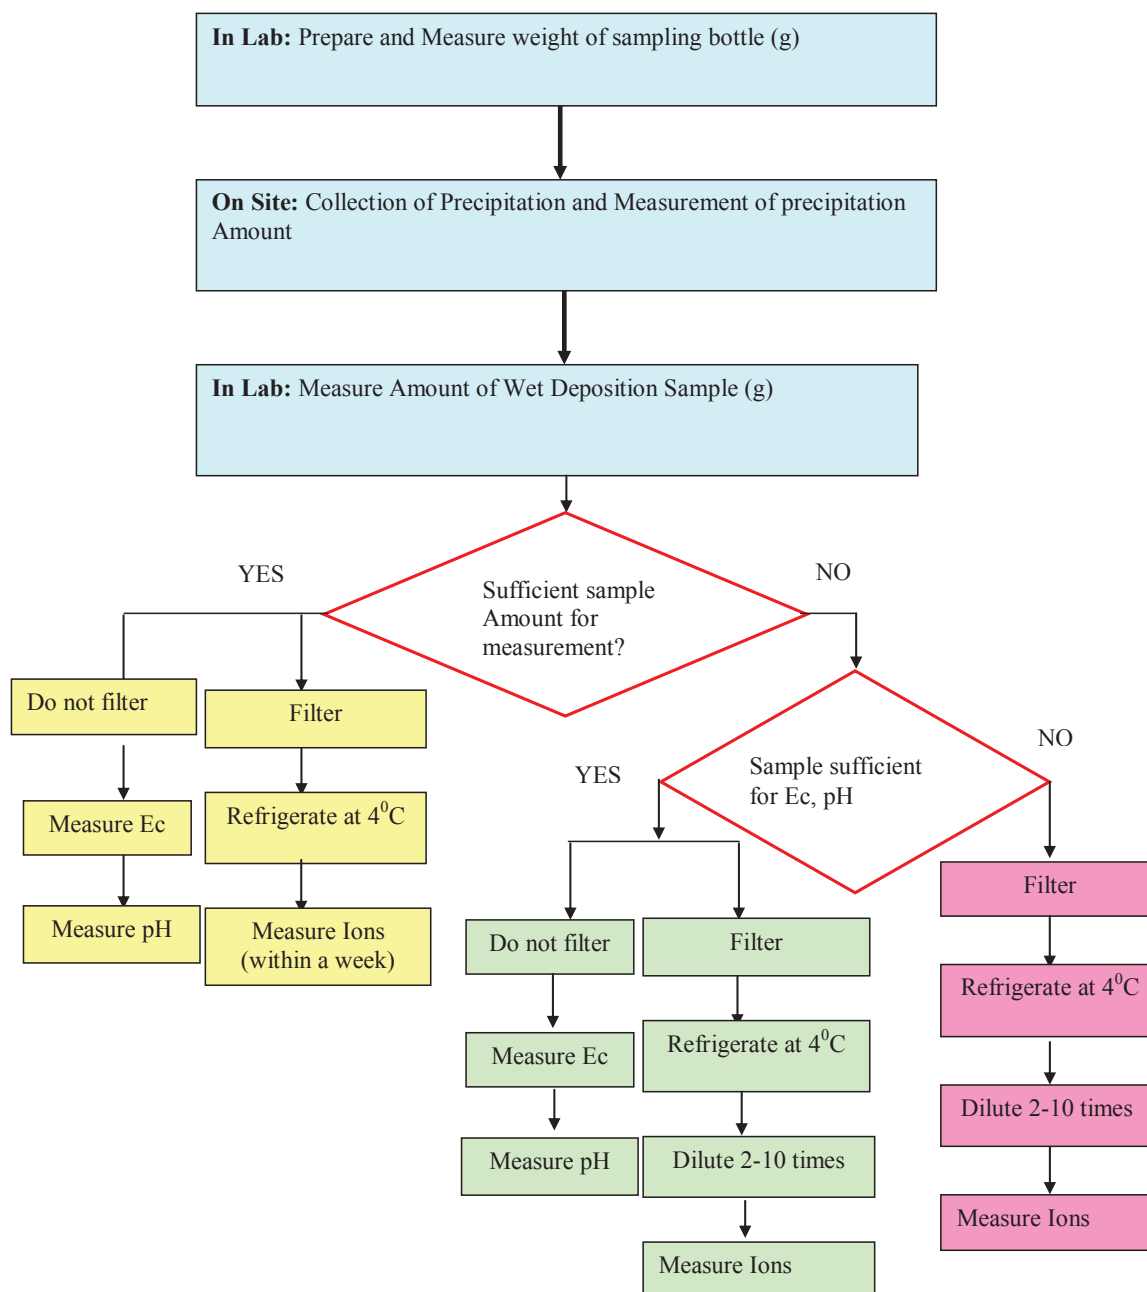 In Lab: Prepare and Measure weight of sampling bottle (g)
On Site: Collection of Precipitation and Measurement of precipitation
Amount
In Lab: Measure Amount of Wet Deposition Sample (g)
YES
NO
Sufficient sample
Amount for
measurement?
Do not filter
Filter
Measure Ec
Refrigerate at 4⁰C
Measure pH
Measure Ions
(within a week)
YES
NO
Sample sufficient
for Ec, pH
Do not filter
Filter
Measure Ec
Refrigerate at 4⁰C
Measure pH
Dilute 2-10 times
Measure Ions
Filter
Refrigerate at 4⁰C
Dilute 2-10 times
Measure Ions